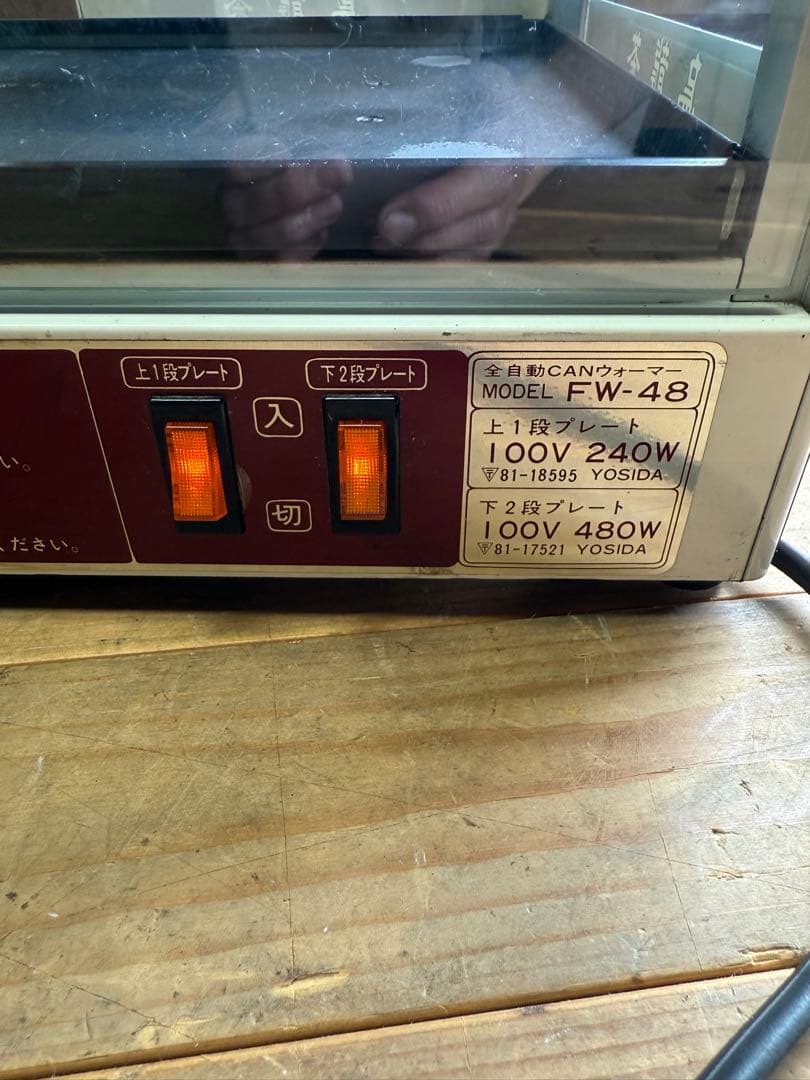 上1段プレート
下2段プレート
入
切
い。
ください。
全自動CANウォーマー
MODEL FW-48
上1段プレート
100V 240W
81-18595 YOSIDA
下2段プレート
100V 480W
81-17521 YOSIDA